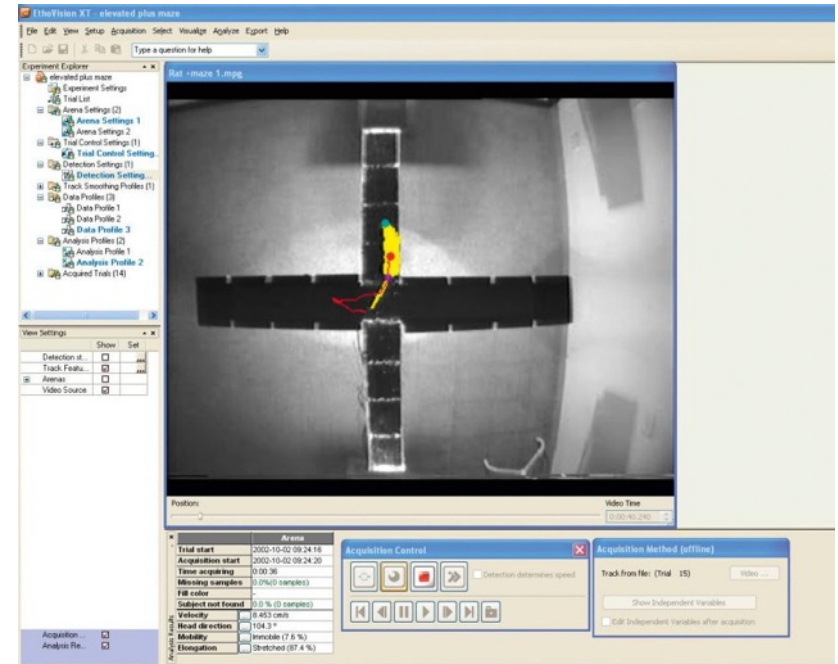 EthoVision XT - elevated plus maze
File Edit View Setup Acquisition Select Visualize Analyze Export Help
Type a question for help
Experiment Explorer
elevated plus maze
Experiment Settings
Trial List
Arena Settings (2)
Arena Settings 1
Arena Settings 2
Trial Control Settings (1)
Trial Control Setting...
Detection Settings (1)
Detection Setting...
Track Smoothing Profiles (1)
Data Profiles (3)
Data Profile 1
Data Profile 2
Data Profile 3
Analysis Profiles (2)
Analysis Profile 1
Analysis Profile 2
Acquired Trials (14)
View Settings
Show Set
Detection st...
Track Featu...
Arenas
Video Source
Acquisition ...
Analysis Re...
Rat -maze 1.mpg
Position:
Video Time
0:00:40.240
Analysis Results
Arena
Trial start 2002-10-02 09:24:16
Acquisition start 2002-10-02 09:24:20
Time acquiring 0:00:36
Missing samples 0.0%(0 samples)
Fill color -
Subject not found 0.0 % (0 samples)
Velocity ... 8.453 cm/s
Head direction ... 104.3 °
Mobility ... Immobile (7.6 %)
Elongation ... Stretched (87.4 %)
Acquisition Control
Detection determines speed
Acquisition Method (offline)
Track from file: (Trial 15)
Video ...
Show Independent Variables
Edit Independent Variables after acquisition